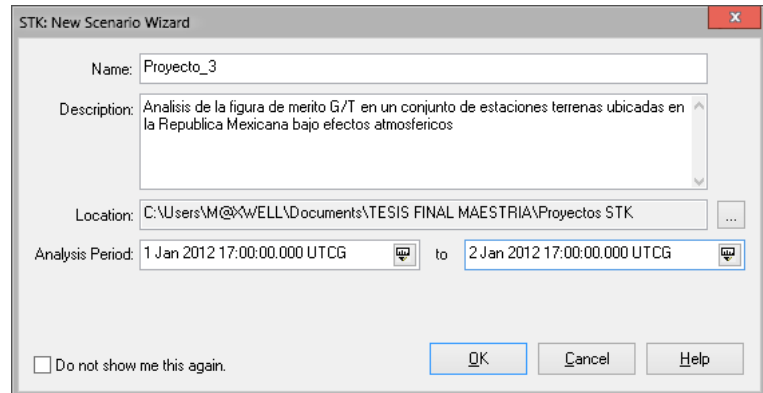 STK: New Scenario Wizard
x
Name: Proyecto_3
Description: Analisis de la figura de merito G/T en un conjunto de estaciones terrenas ubicadas en
la Republica Mexicana bajo efectos atmosfericos
Location: C:\Users\M@XWELL\Documents\TESIS FINAL MAESTRIA\Proyectos STK ...
Analysis Period: 1 Jan 2012 17:00:00.000 UTCG to 2 Jan 2012 17:00:00.000 UTCG
Do not show me this again. OK Cancel Help